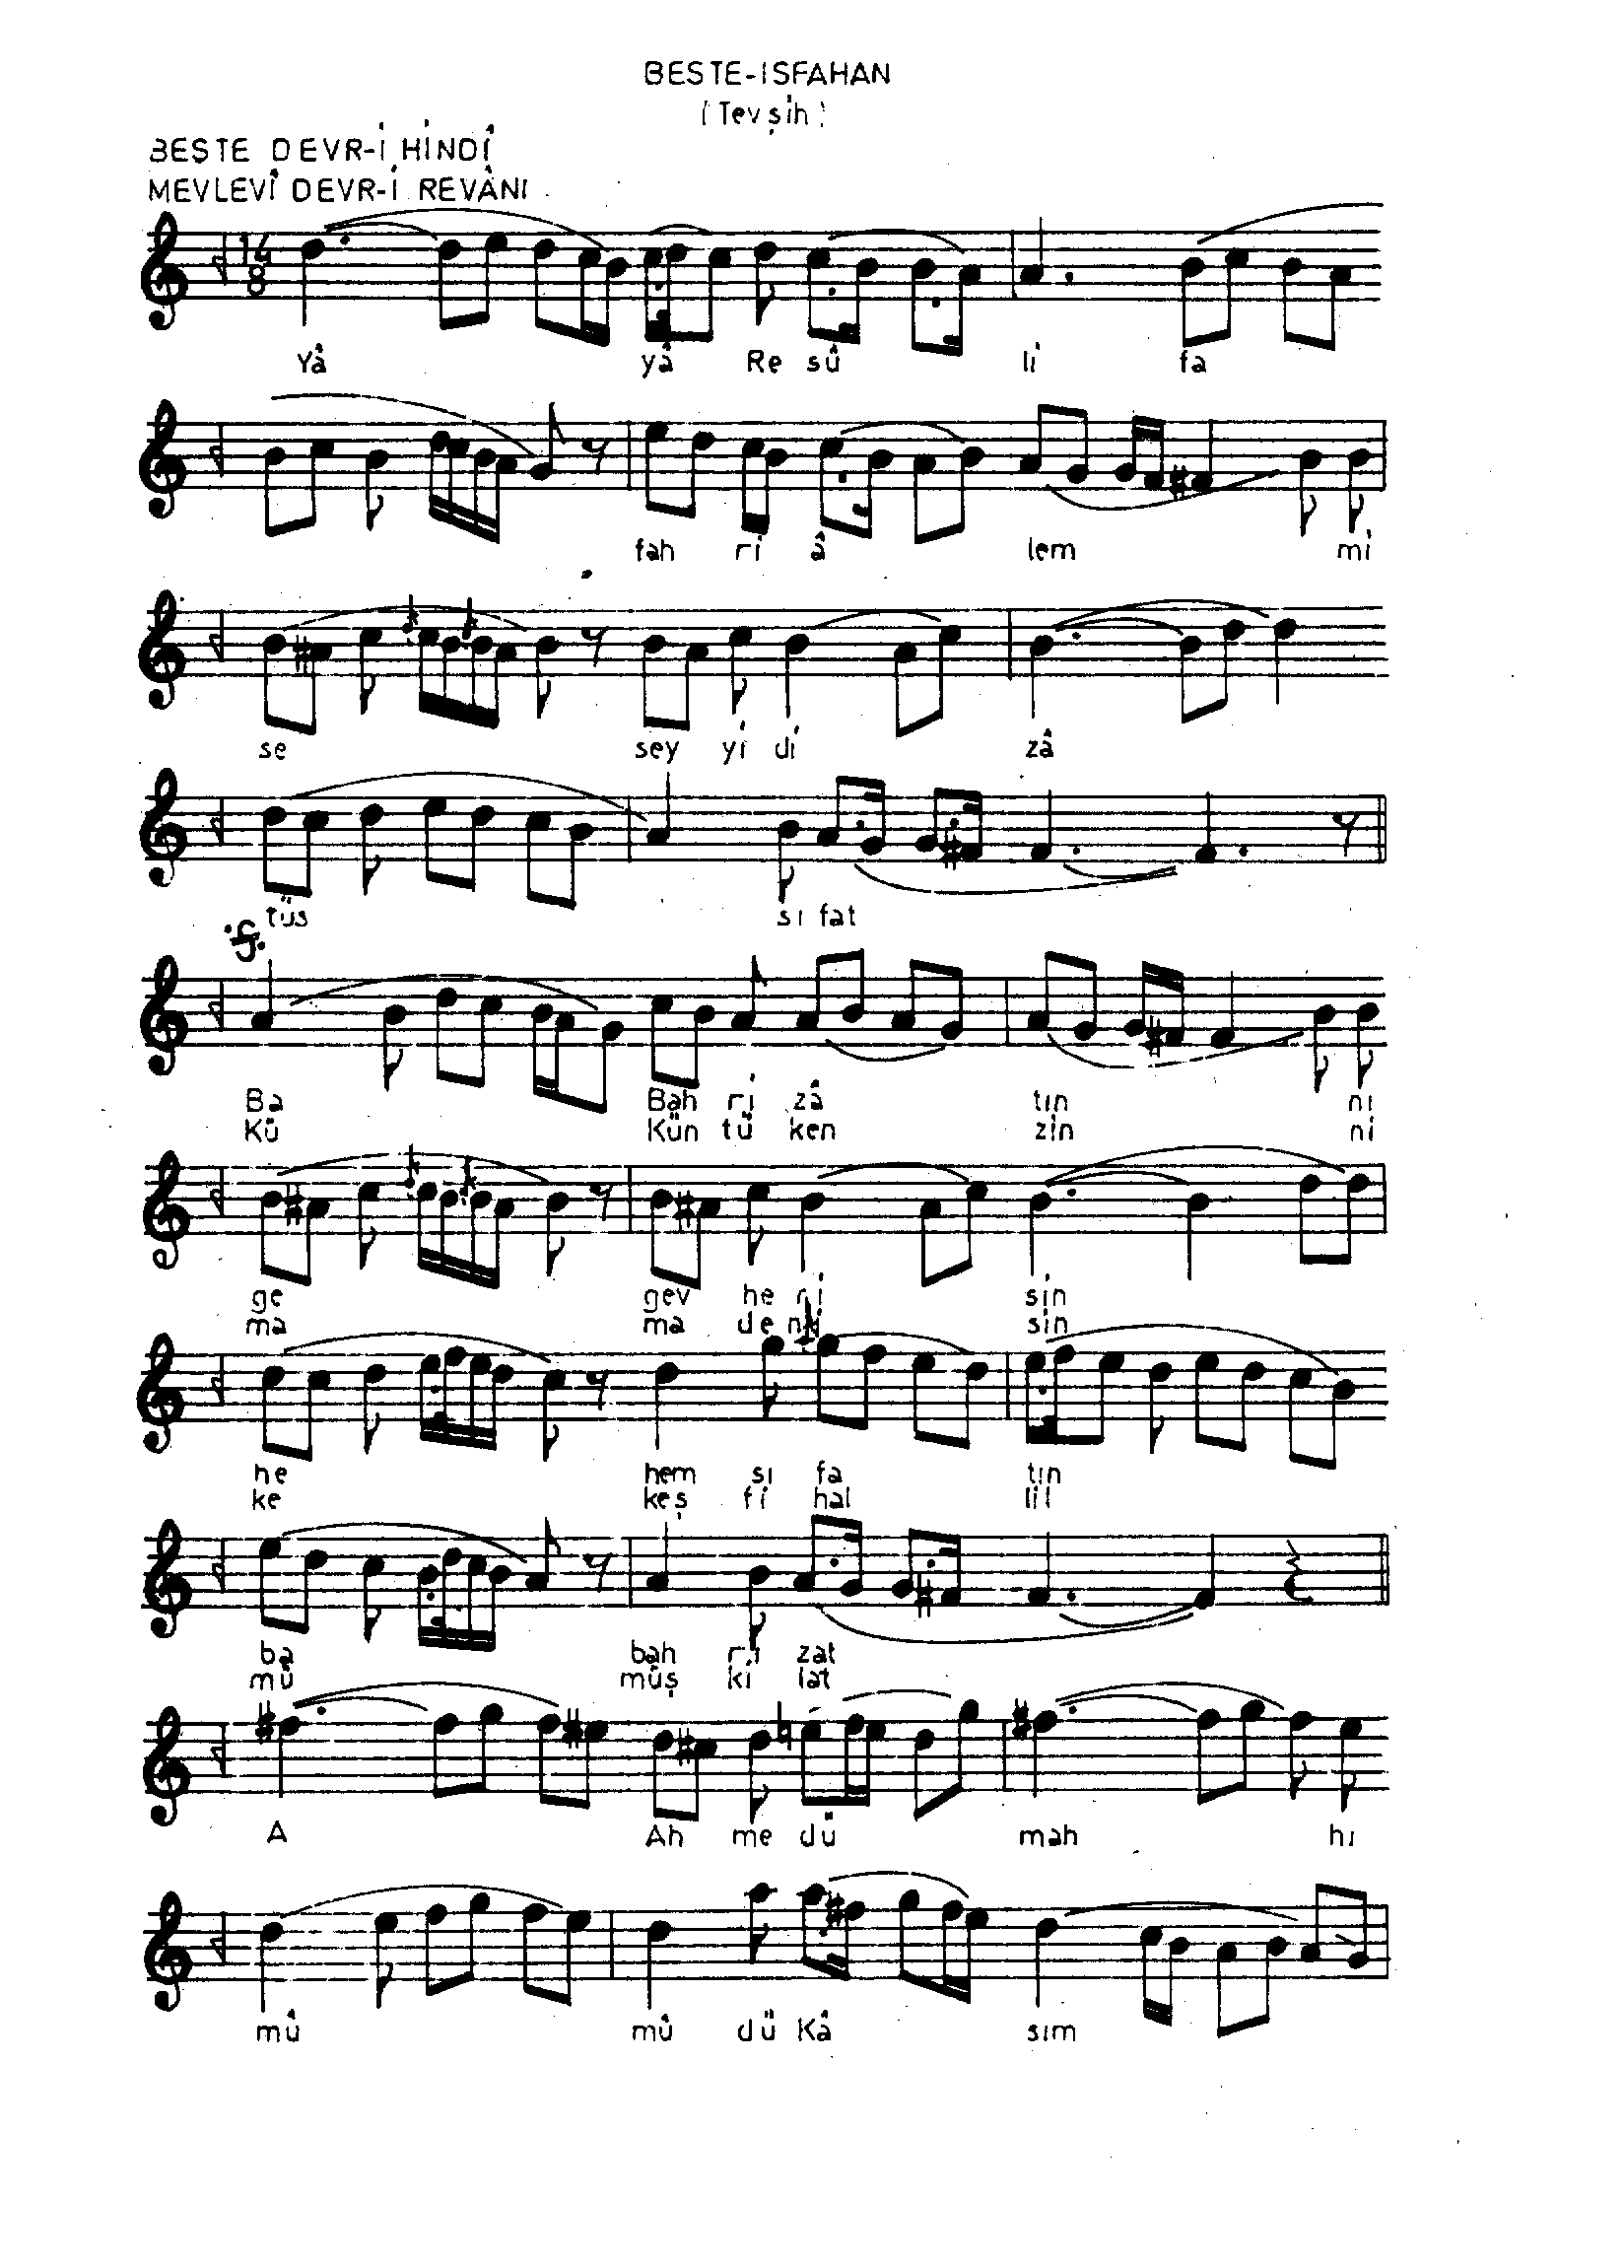 BESTE-ISFAHAN
(Tevşih)
BESTE DEVR-İ HİNDÎ
MEVLEVÎ DEVR-İ REVÂNI
14
8
Yâ yâ Re sû li fa
fah ri â lem mi
se sey yi di zâ
tüs sı fat
Ba Bah ri zâ tın nı
Kü Kün tü ken zin ni
ge gev he ri sin
ma ma de ni sin
he hem sı fa tın
ke keş fi hal lil
ba bah ri zat
mü müş ki lat
A Ah me dü mah hı
mû mû dü Kâ sım